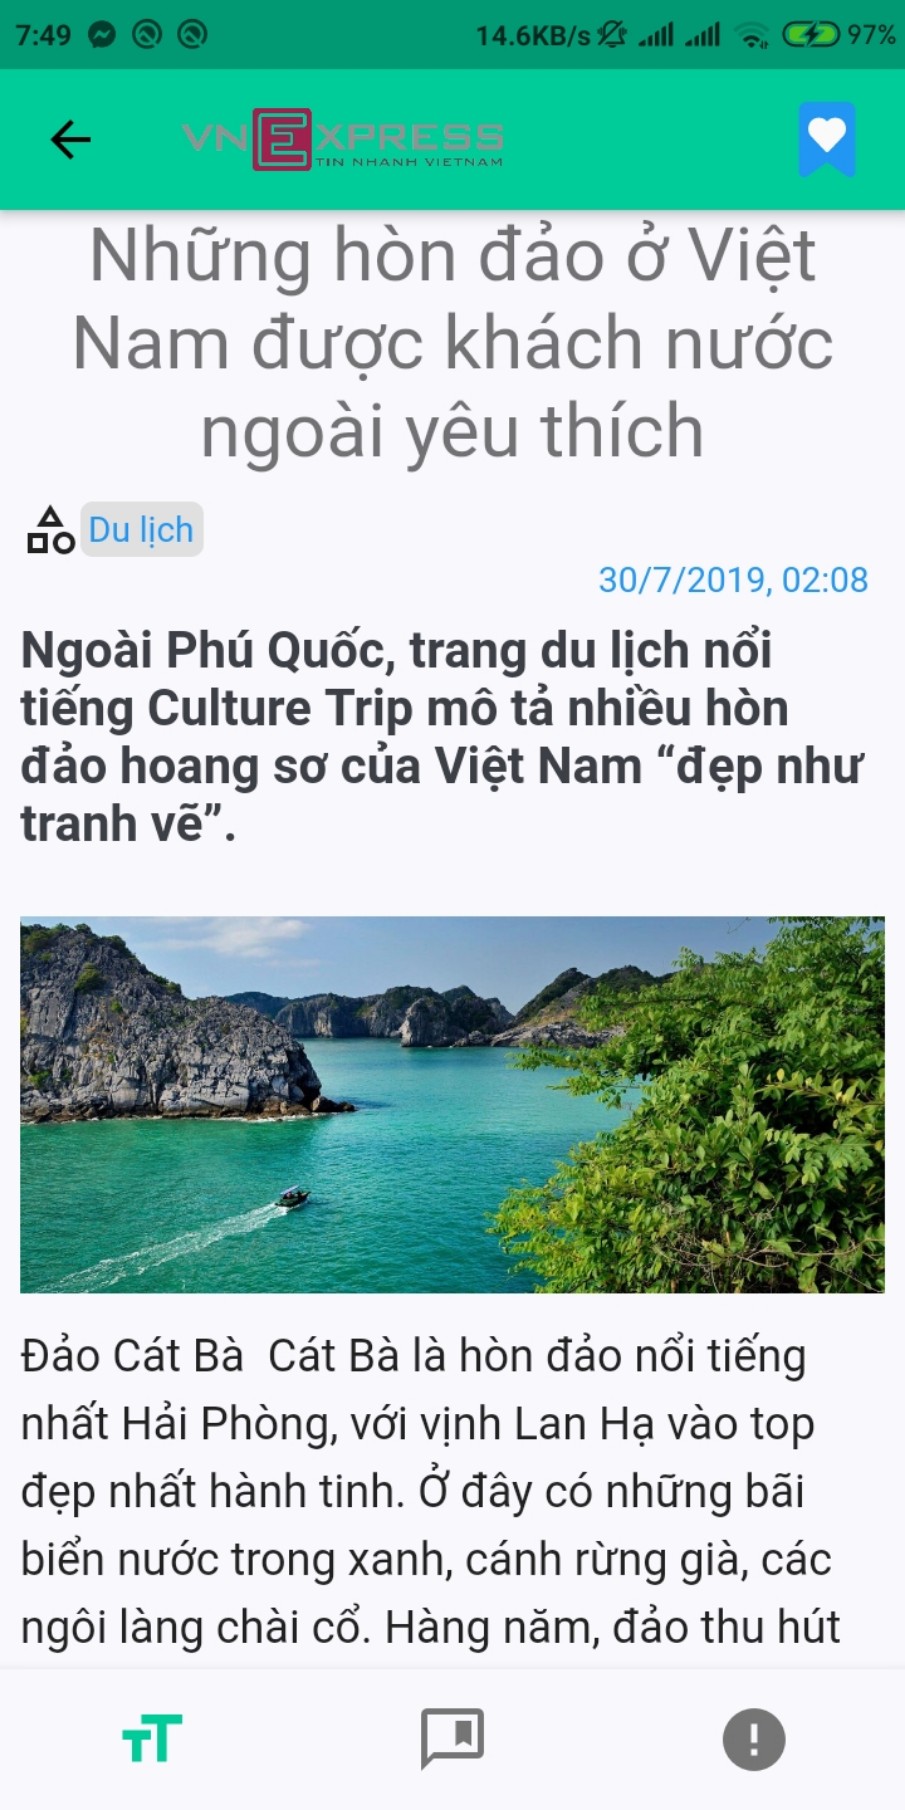 7:49 14.6KB/s 97%
VNEXPRESS
TIN NHANH VIETNAM
Những hòn đảo ở Việt
Nam được khách nước
ngoài yêu thích
Du lịch
30/7/2019, 02:08
Ngoài Phú Quốc, trang du lịch nổi
tiếng Culture Trip mô tả nhiều hòn
đảo hoang sơ của Việt Nam “đẹp như
tranh vẽ”.
Đảo Cát Bà  Cát Bà là hòn đảo nổi tiếng
nhất Hải Phòng, với vịnh Lan Hạ vào top
đẹp nhất hành tinh. Ở đây có những bãi
biển nước trong xanh, cánh rừng già, các
ngôi làng chài cổ. Hàng năm, đảo thu hút